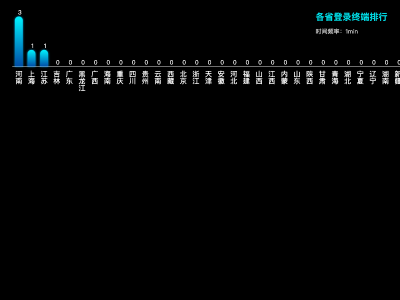 各省登录终端排行
时间频率：1min
3
1 1 0 0 0 0 0 0 0 0 0 0 0 0 0 0 0 0 0 0 0 0 0 0 0 0 0 0 0 0
河南 上海 江苏 吉林 广东 黑龙江 广西 海南 重庆 四川 贵州 云南 西藏 北京 浙江 天津 安徽 河北 福建 山西 江西 内蒙 山东 陕西 甘肃 青海 湖北 宁夏 辽宁 湖南 新疆